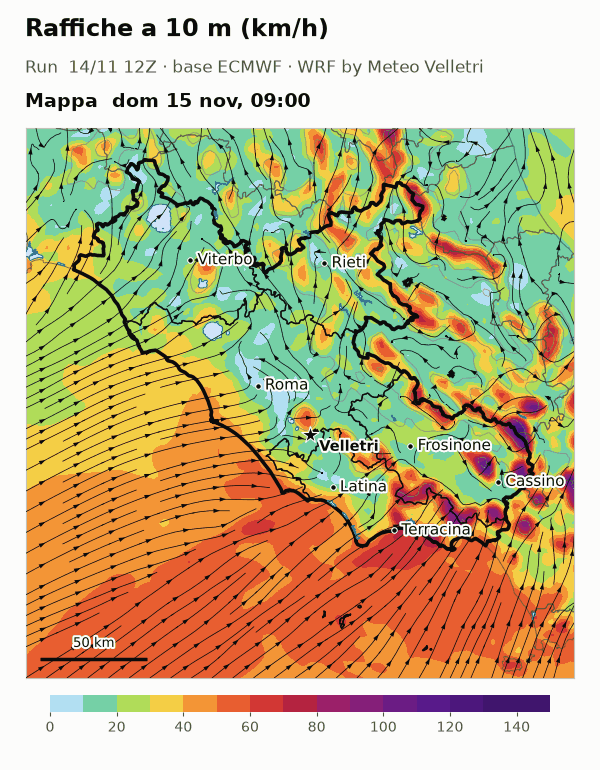 Raffiche a 10 m (km/h)
Run  14/11 12Z · base ECMWF · WRF by Meteo Velletri
Mappa  dom 15 nov, 09:00
Viterbo
Rieti
Roma
Velletri
Frosinone
Cassino
Latina
Terracina
50 km
0 20 40 60 80 100 120 140